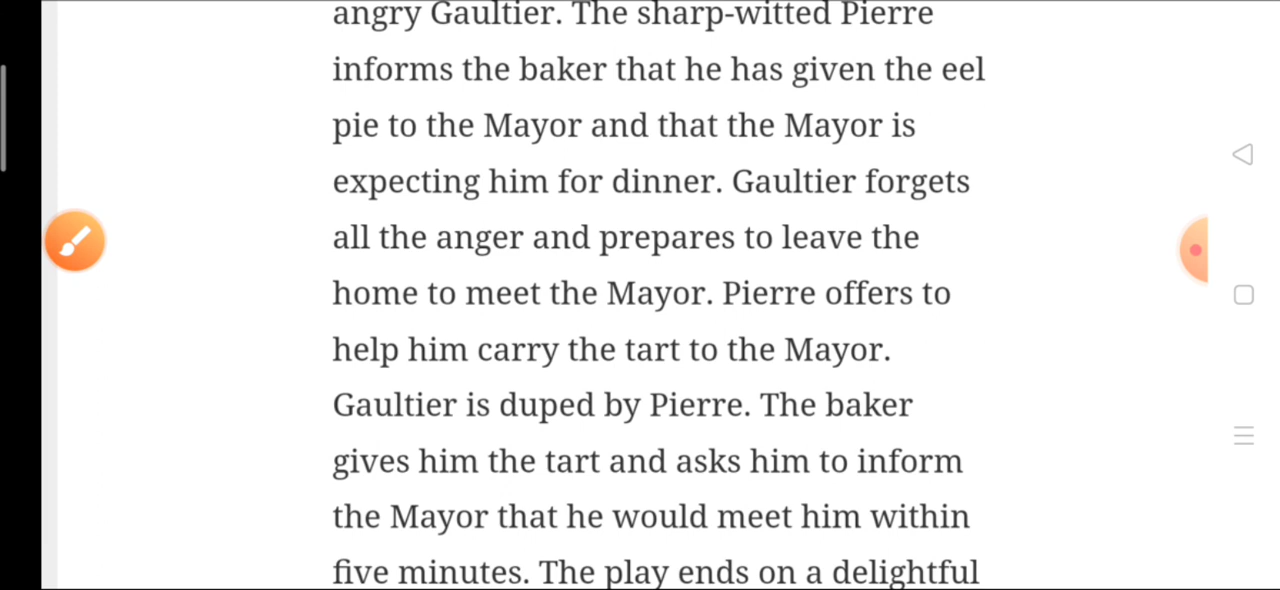 angry Gaultier. The sharp-witted Pierre
informs the baker that he has given the eel
pie to the Mayor and that the Mayor is
expecting him for dinner. Gaultier forgets
all the anger and prepares to leave the
home to meet the Mayor. Pierre offers to
help him carry the tart to the Mayor.
Gaultier is duped by Pierre. The baker
gives him the tart and asks him to inform
the Mayor that he would meet him within
five minutes. The play ends on a delightful